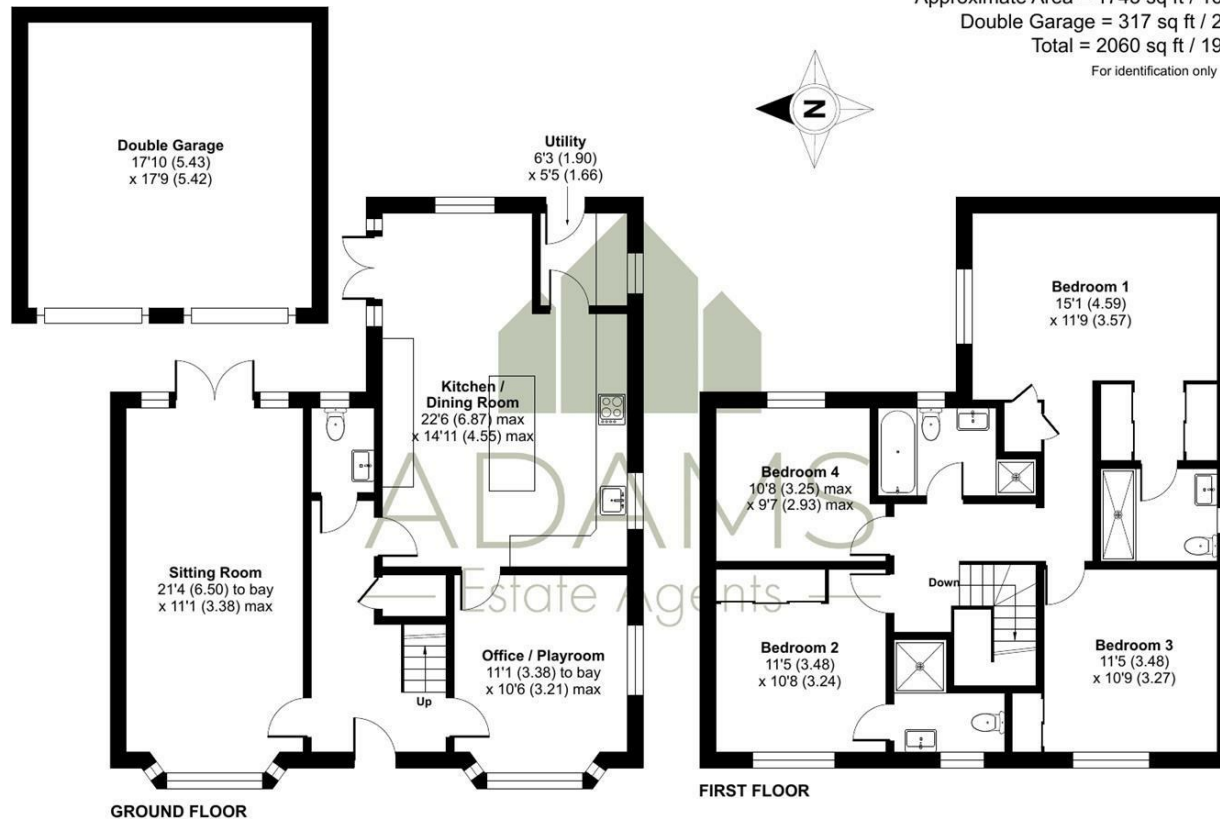 Approximate Area = 1743 sq ft / 16
Double Garage = 317 sq ft / 2
Total = 2060 sq ft / 19
For identification only
N
Double Garage
17'10 (5.43)
x 17'9 (5.42)
Utility
6'3 (1.90)
x 5'5 (1.66)
Kitchen /
Dining Room
22'6 (6.87) max
x 14'11 (4.55) max
Sitting Room
21'4 (6.50) to bay
x 11'1 (3.38) max
Office / Playroom
11'1 (3.38) to bay
x 10'6 (3.21) max
Up
GROUND FLOOR
Bedroom 1
15'1 (4.59)
x 11'9 (3.57)
Bedroom 4
10'8 (3.25) max
x 9'7 (2.93) max
Down
Bedroom 2
11'5 (3.48)
x 10'8 (3.24)
Bedroom 3
11'5 (3.48)
x 10'9 (3.27)
FIRST FLOOR
ADAMS
Estate Agents